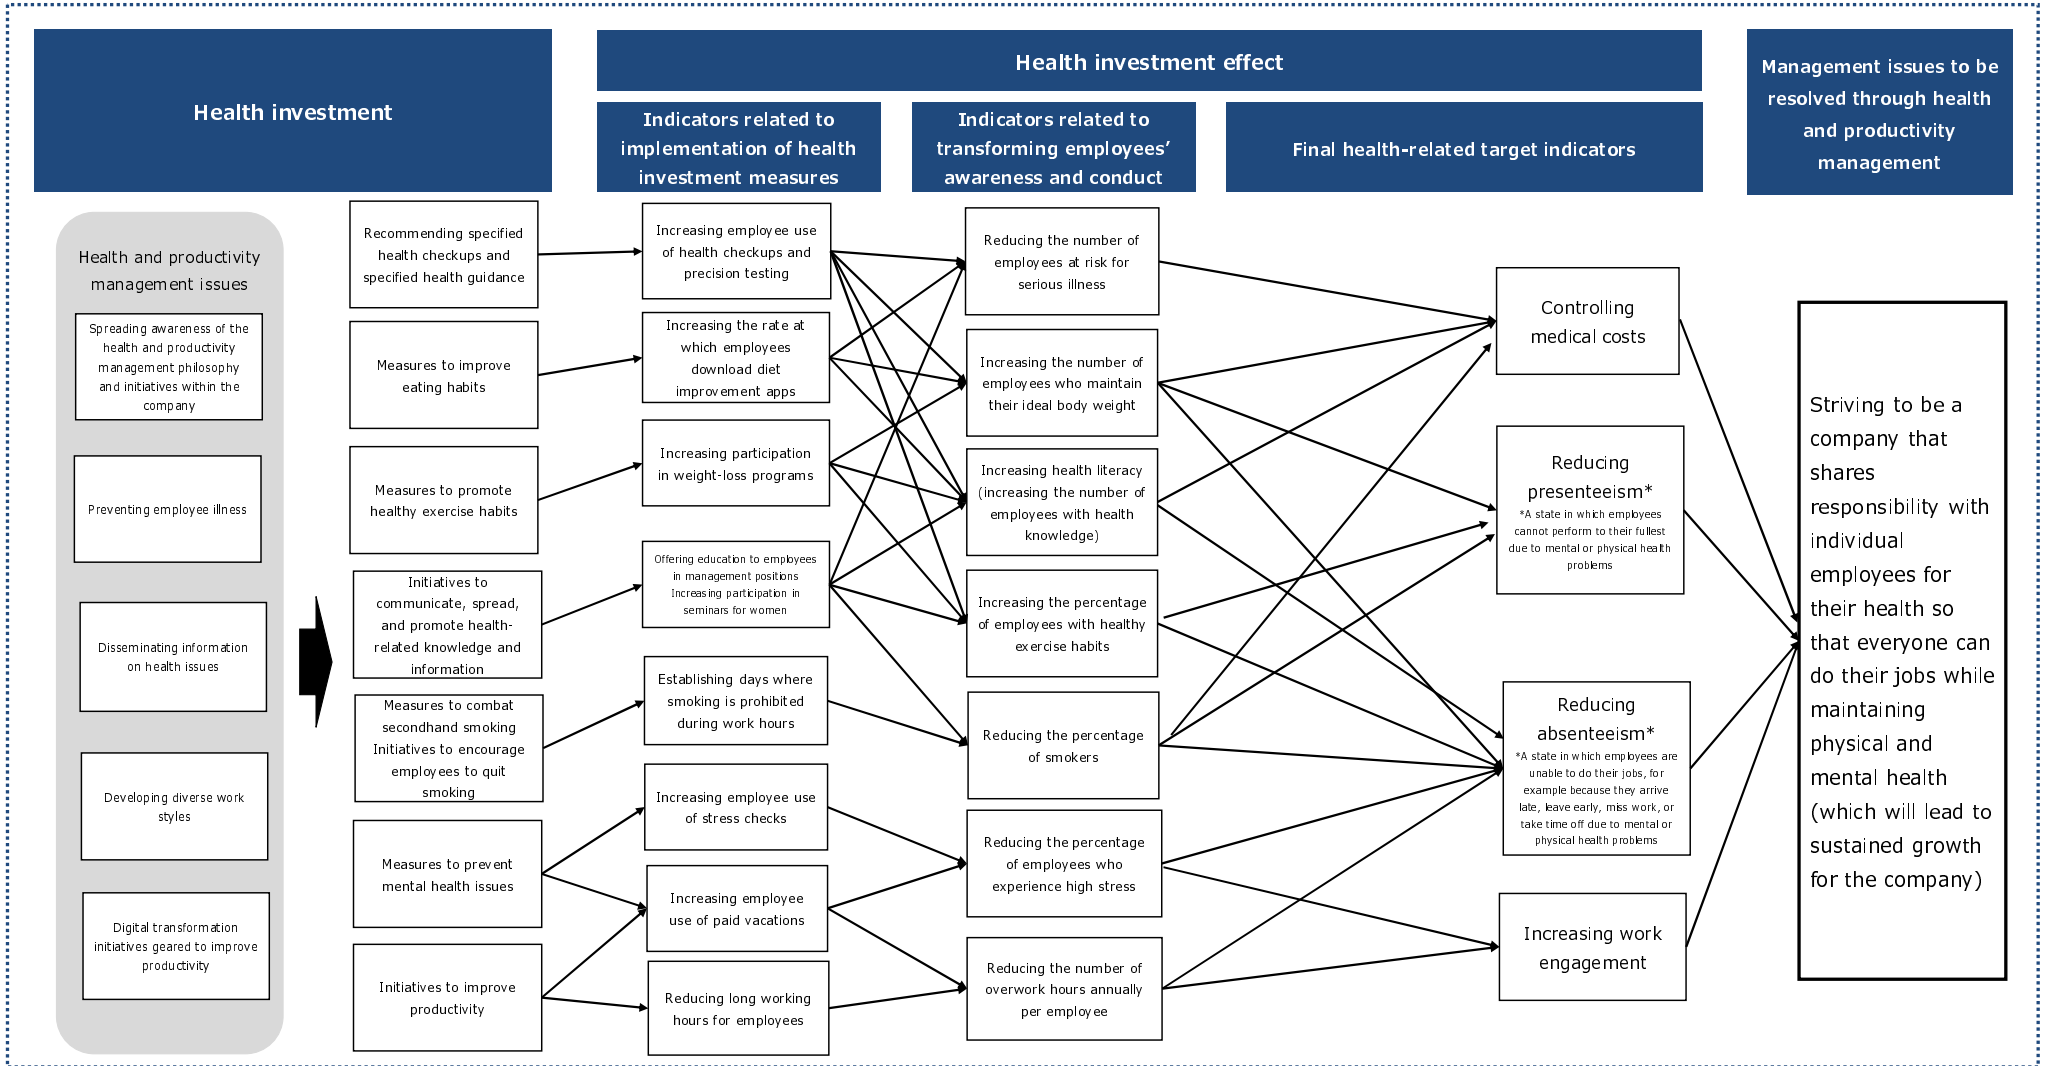 Health investment
Health investment effect
Indicators related to
implementation of health
investment measures
Indicators related to
transforming employees’
awareness and conduct
Final health-related target indicators
Management issues to be
resolved through health
and productivity
management
Health and productivity
management issues
Spreading awareness of the
health and productivity
management philosophy
and initiatives within the
company
Preventing employee illness
Disseminating information
on health issues
Developing diverse work
styles
Digital transformation
initiatives geared to improve
productivity
Recommending specified
health checkups and
specified health guidance
Measures to improve
eating habits
Measures to promote
healthy exercise habits
Initiatives to
communicate, spread,
and promote health-
related knowledge and
information
Measures to combat
secondhand smoking
Initiatives to encourage
employees to quit
smoking
Measures to prevent
mental health issues
Initiatives to improve
productivity
Increasing employee use
of health checkups and
precision testing
Increasing the rate at
which employees
download diet
improvement apps
Increasing participation
in weight-loss programs
Offering education to employees
in management positions
Increasing participation in
seminars for women
Establishing days where
smoking is prohibited
during work hours
Increasing employee use
of stress checks
Increasing employee
use of paid vacations
Reducing long working
hours for employees
Reducing the number of
employees at risk for
serious illness
Increasing the number of
employees who maintain
their ideal body weight
Increasing health literacy
(increasing the number of
employees with health
knowledge)
Increasing the percentage
of employees with healthy
exercise habits
Reducing the percentage
of smokers
Reducing the percentage
of employees who
experience high stress
Reducing the number of
overwork hours annually
per employee
Controlling
medical costs
Reducing
presenteeism*
*A state in which employees
cannot perform to their fullest
due to mental or physical health
problems
Reducing
absenteeism*
*A state in which employees are
unable to do their jobs, for
example because they arrive
late, leave early, miss work, or
take time off due to mental or
physical health problems
Increasing work
engagement
Striving to be a
company that
shares
responsibility with
individual
employees for
their health so
that everyone can
do their jobs while
maintaining
physical and
mental health
(which will lead to
sustained growth
for the company)